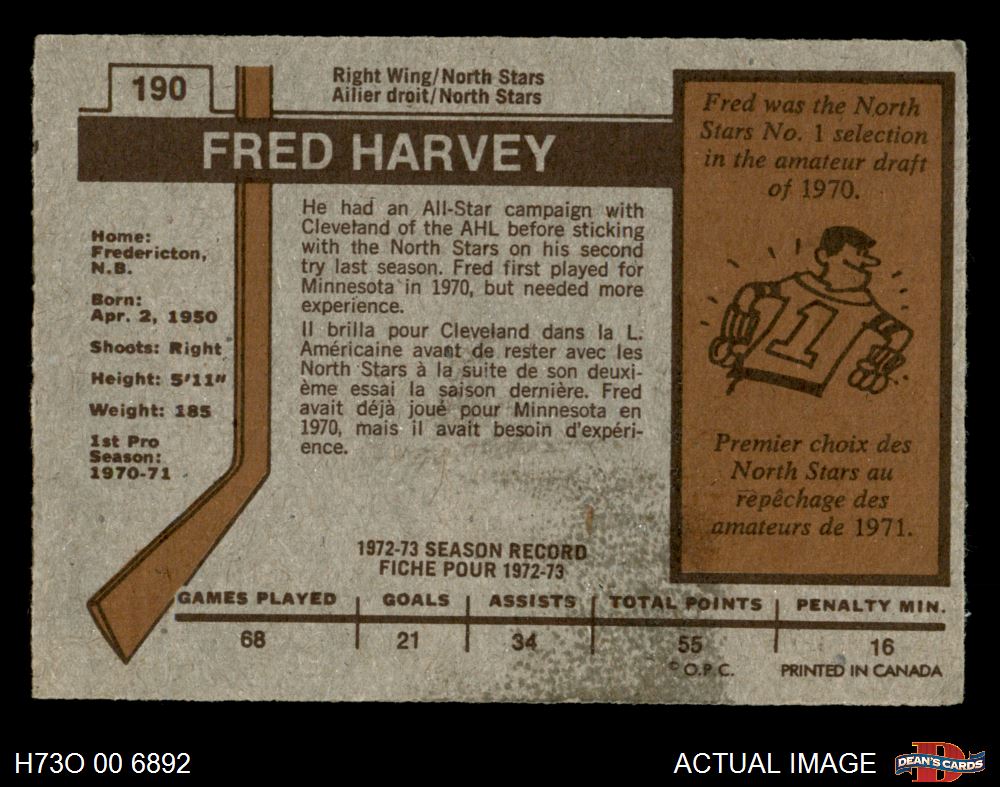 190
Right Wing/North Stars
Ailier droit/North Stars
FRED HARVEY
Home:
Fredericton,
N.B.
Born:
Apr. 2, 1950
Shoots: Right
Height: 5'11"
Weight: 185
1st Pro
Season:
1970-71
He had an All-Star campaign with
Cleveland of the AHL before sticking
with the North Stars on his second
try last season. Fred first played for
Minnesota in 1970, but needed more
experience.
Il brilla pour Cleveland dans la L.
Américaine avant de rester avec les
North Stars à la suite de son deuxi-
ème essai la saison dernière. Fred
avait déjà joué pour Minnesota en
1970, mais il avait besoin d'expéri-
ence.
Fred was the North
Stars No. 1 selection
in the amateur draft
of 1970.
1
Premier choix des
North Stars au
repêchage des
amateurs de 1971.
1972-73 SEASON RECORD
FICHE POUR 1972-73
GAMES PLAYED GOALS ASSISTS TOTAL POINTS PENALTY MIN.
68 21 34 55 16
© O.P.C. PRINTED IN CANADA
H73O 00 6892 ACTUAL IMAGE D DEAN'S CARDS